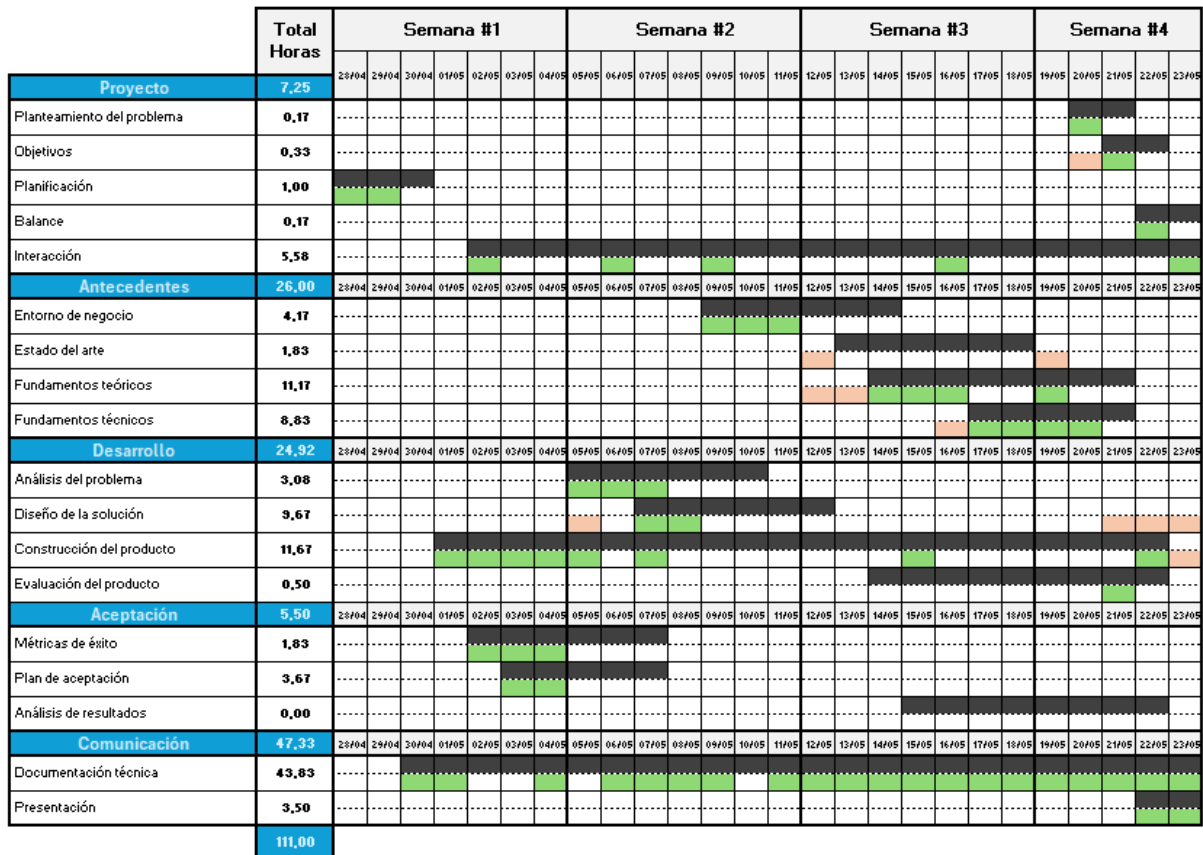 Total Horas Semana #1 Semana #2 Semana #3 Semana #4
28/04 29/04 30/04 01/05 02/05 03/05 04/05 05/05 06/05 07/05 08/05 09/05 10/05 11/05 12/05 13/05 14/05 15/05 16/05 17/05 18/05 19/05 20/05 21/05 22/05 23/05
Proyecto 7,25
Planteamiento del problema 0,17
Objetivos 0,33
Planificación 1,00
Balance 0,17
Interacción 5,58
Antecedentes 26,00 28/04 29/04 30/04 01/05 02/05 03/05 04/05 05/05 06/05 07/05 08/05 09/05 10/05 11/05 12/05 13/05 14/05 15/05 16/05 17/05 18/05 19/05 20/05 21/05 22/05 23/05
Entorno de negocio 4,17
Estado del arte 1,83
Fundamentos teóricos 11,17
Fundamentos técnicos 8,83
Desarrollo 24,92 28/04 29/04 30/04 01/05 02/05 03/05 04/05 05/05 06/05 07/05 08/05 09/05 10/05 11/05 12/05 13/05 14/05 15/05 16/05 17/05 18/05 19/05 20/05 21/05 22/05 23/05
Análisis del problema 3,08
Diseño de la solución 9,67
Construcción del producto 11,67
Evaluación del producto 0,50
Aceptación 5,50 28/04 29/04 30/04 01/05 02/05 03/05 04/05 05/05 06/05 07/05 08/05 09/05 10/05 11/05 12/05 13/05 14/05 15/05 16/05 17/05 18/05 19/05 20/05 21/05 22/05 23/05
Métricas de éxito 1,83
Plan de aceptación 3,67
Análisis de resultados 0,00
Comunicación 47,33 28/04 29/04 30/04 01/05 02/05 03/05 04/05 05/05 06/05 07/05 08/05 09/05 10/05 11/05 12/05 13/05 14/05 15/05 16/05 17/05 18/05 19/05 20/05 21/05 22/05 23/05
Documentación técnica 43,83
Presentación 3,50
111,00